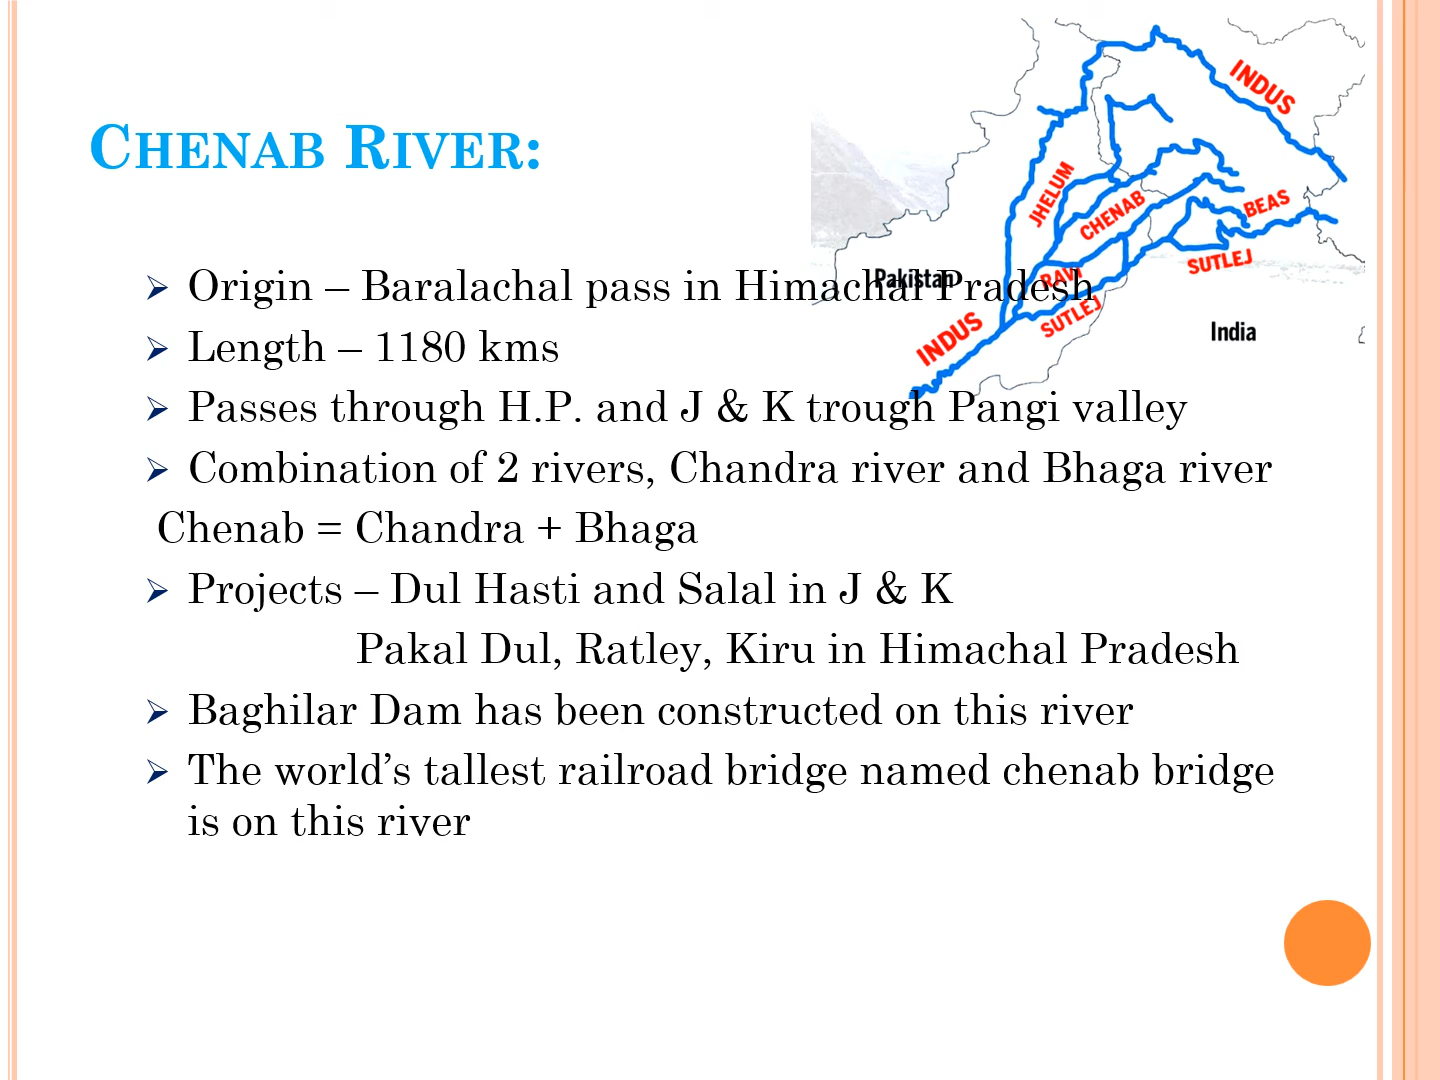 CHENAB RIVER:
INDUS
JHELUM
CHENAB
BEAS
SUTLEJ
RAVI
Pakistan
SUTLEJ
INDUS
India
➢ Origin – Baralachal pass in Himachal Pradesh
➢ Length – 1180 kms
➢ Passes through H.P. and J & K trough Pangi valley
➢ Combination of 2 rivers, Chandra river and Bhaga river
Chenab = Chandra + Bhaga
➢ Projects – Dul Hasti and Salal in J & K
Pakal Dul, Ratley, Kiru in Himachal Pradesh
➢ Baghilar Dam has been constructed on this river
➢ The world’s tallest railroad bridge named chenab bridge
is on this river